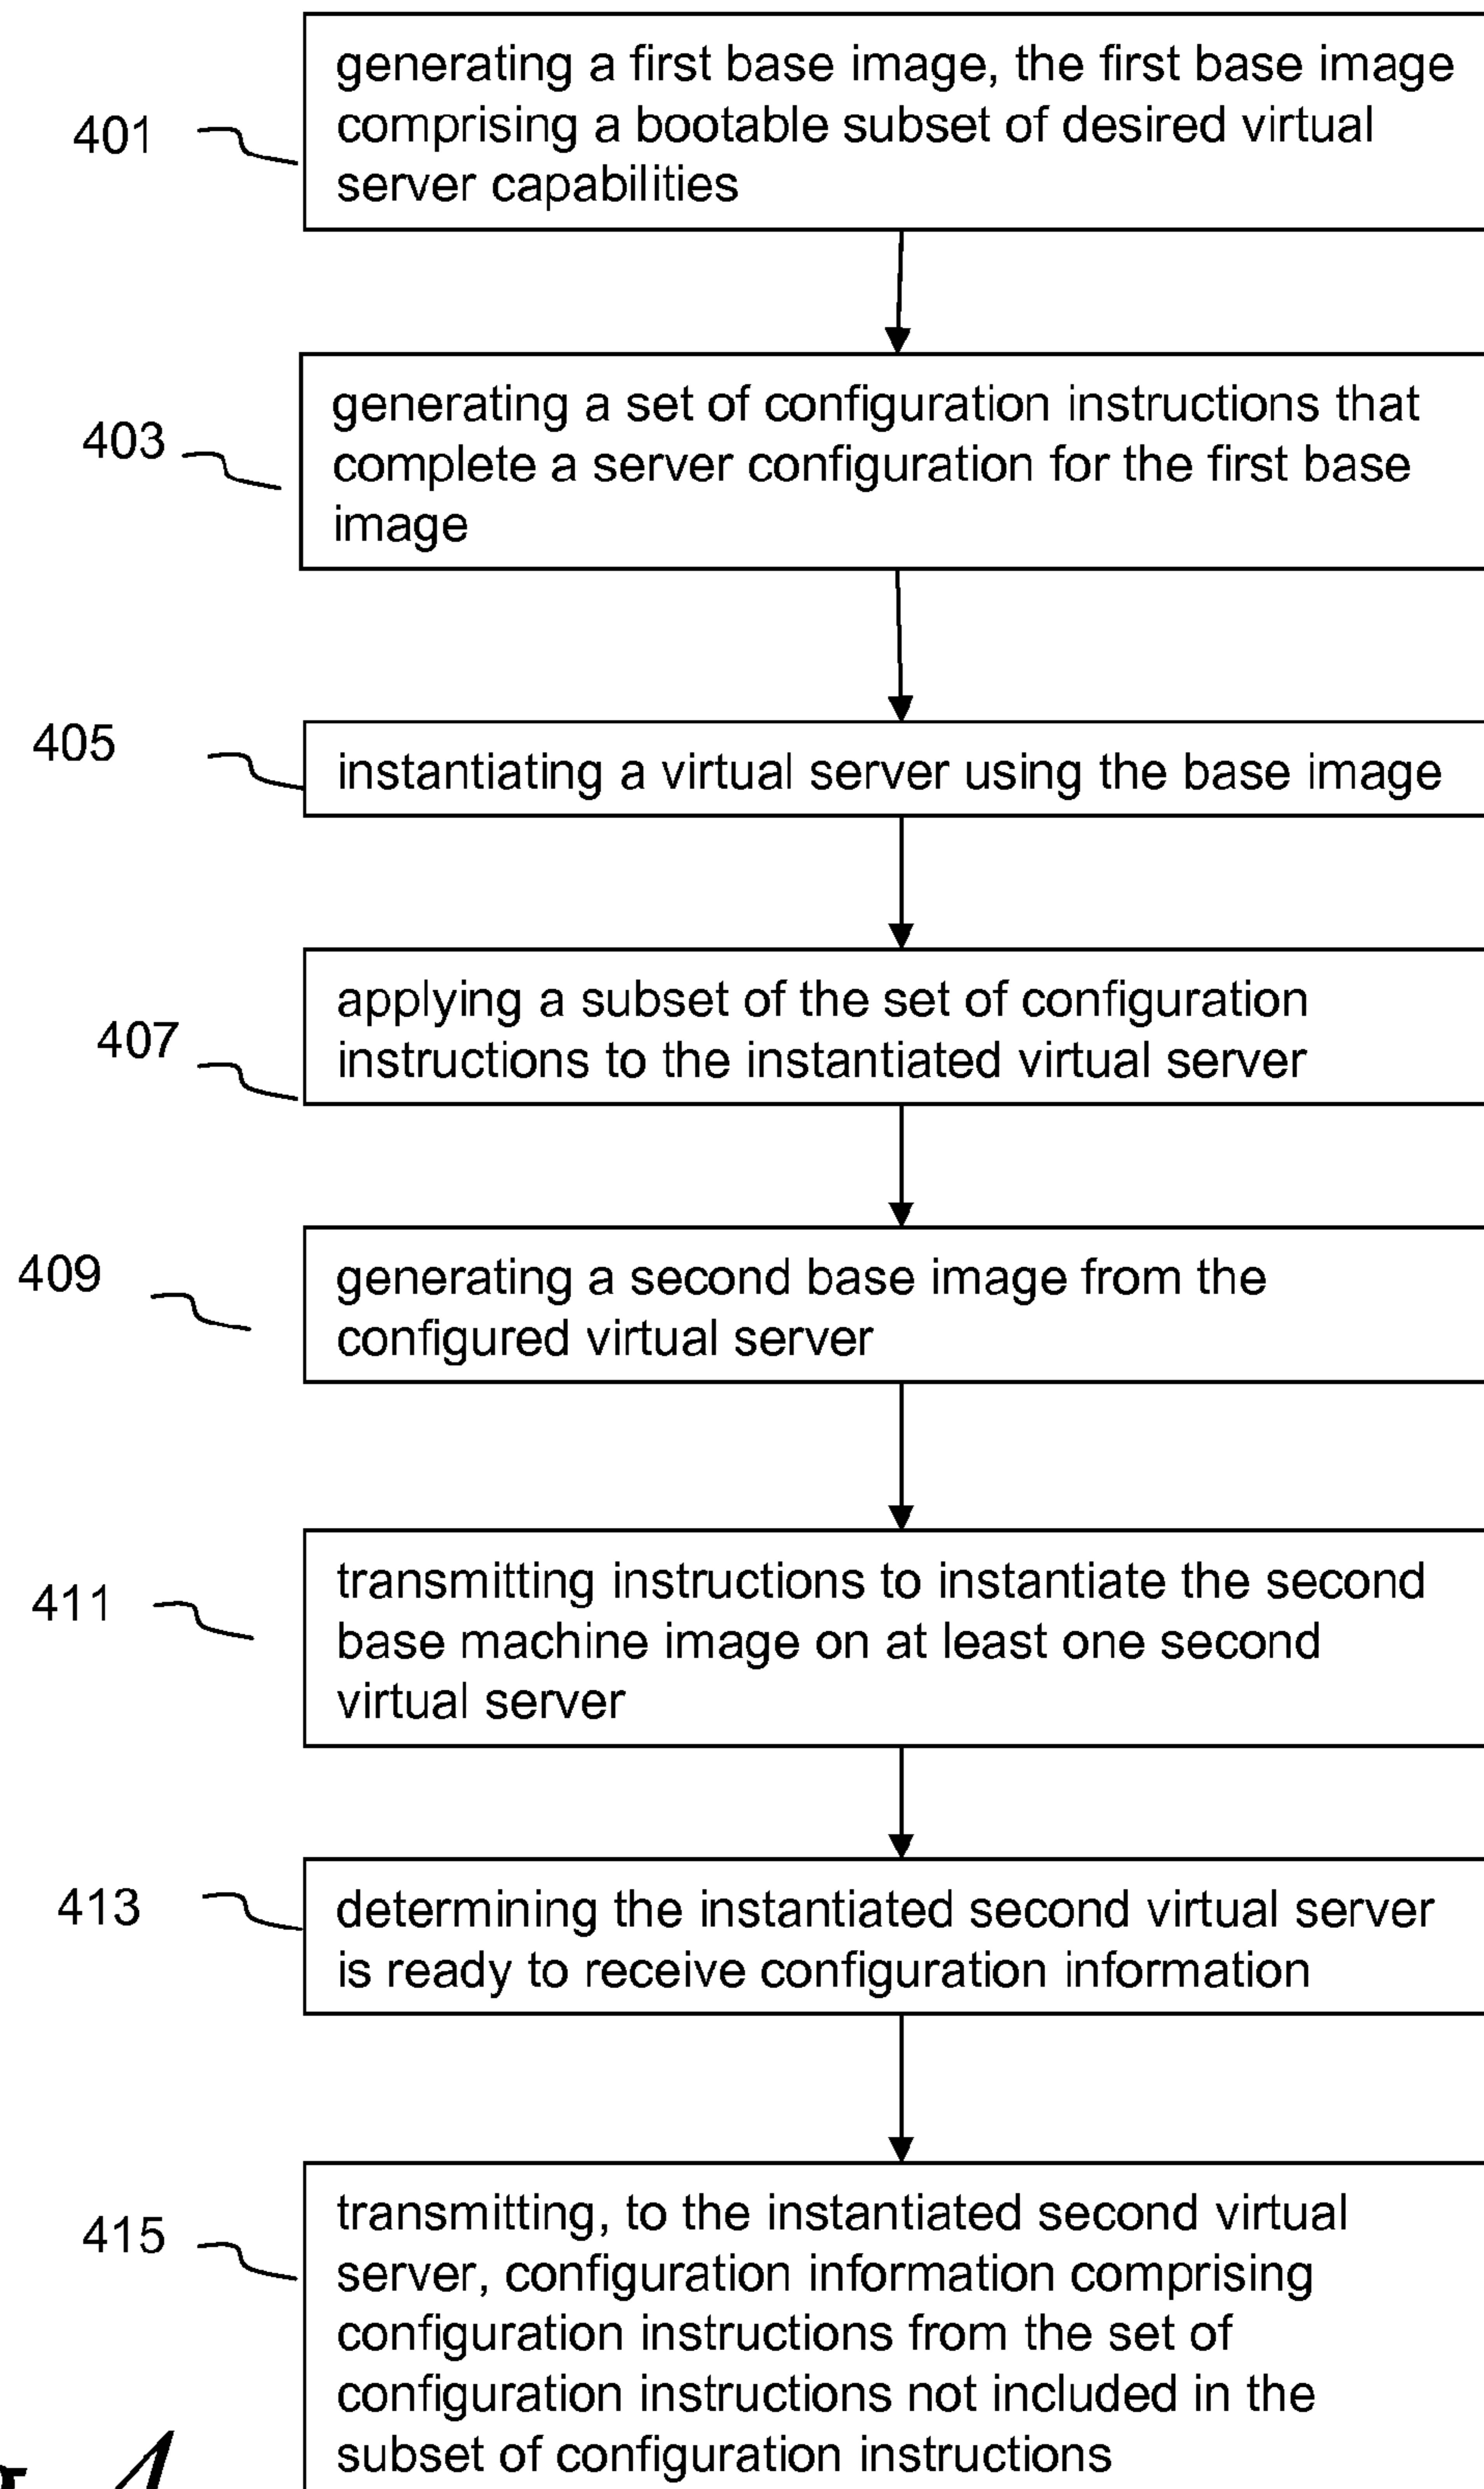 401
generating a first base image, the first base image
comprising a bootable subset of desired virtual
server capabilities
403
generating a set of configuration instructions that
complete a server configuration for the first base
image
405
instantiating a virtual server using the base image
407
applying a subset of the set of configuration
instructions to the instantiated virtual server
409
generating a second base image from the
configured virtual server
411
transmitting instructions to instantiate the second
base machine image on at least one second
virtual server
413
determining the instantiated second virtual server
is ready to receive configuration information
415
transmitting, to the instantiated second virtual
server, configuration information comprising
configuration instructions from the set of
configuration instructions not included in the
subset of configuration instructions